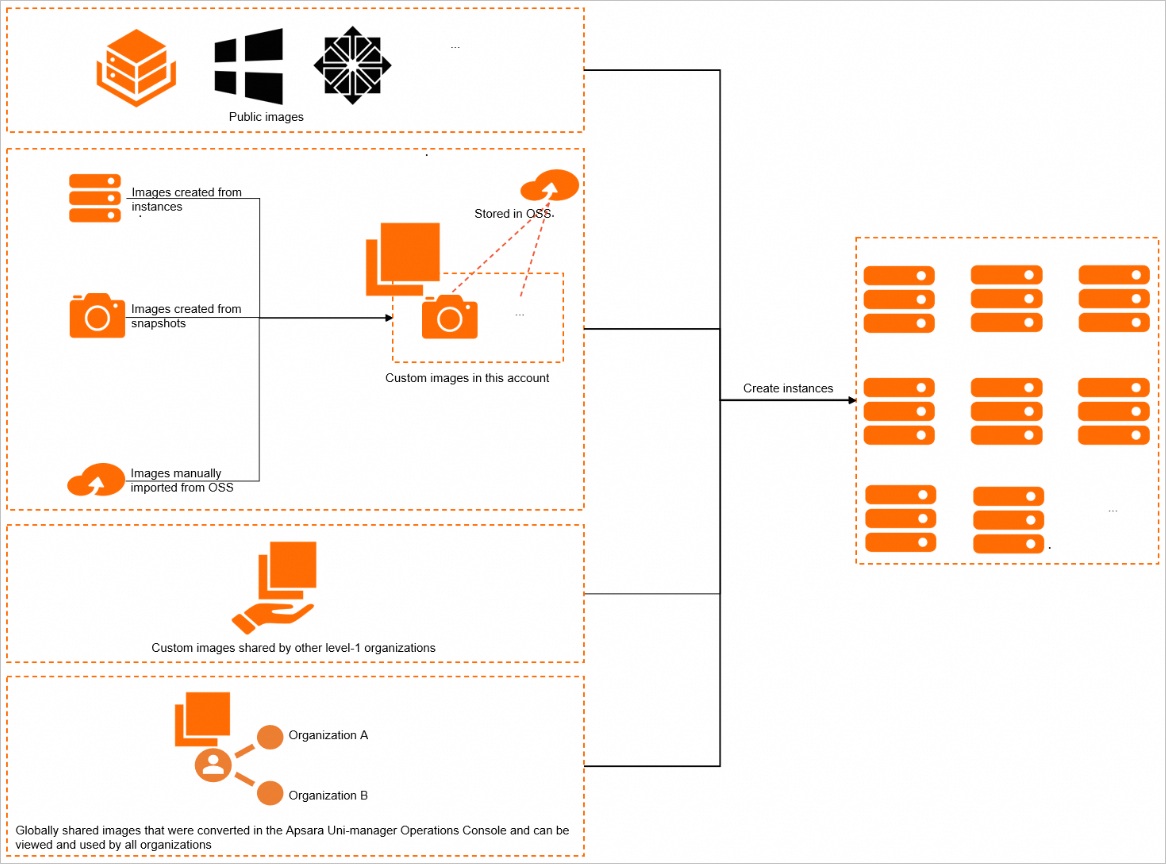 ...
Public images
Images created from
instances
Stored in OSS.
Images created from
snapshots
...
Custom images in this account
Images manually
imported from OSS
Create instances
...
Custom images shared by other level-1 organizations
Organization A
Organization B
Globally shared images that were converted in the Apsara Uni-manager Operations Console and can be
viewed and used by all organizations